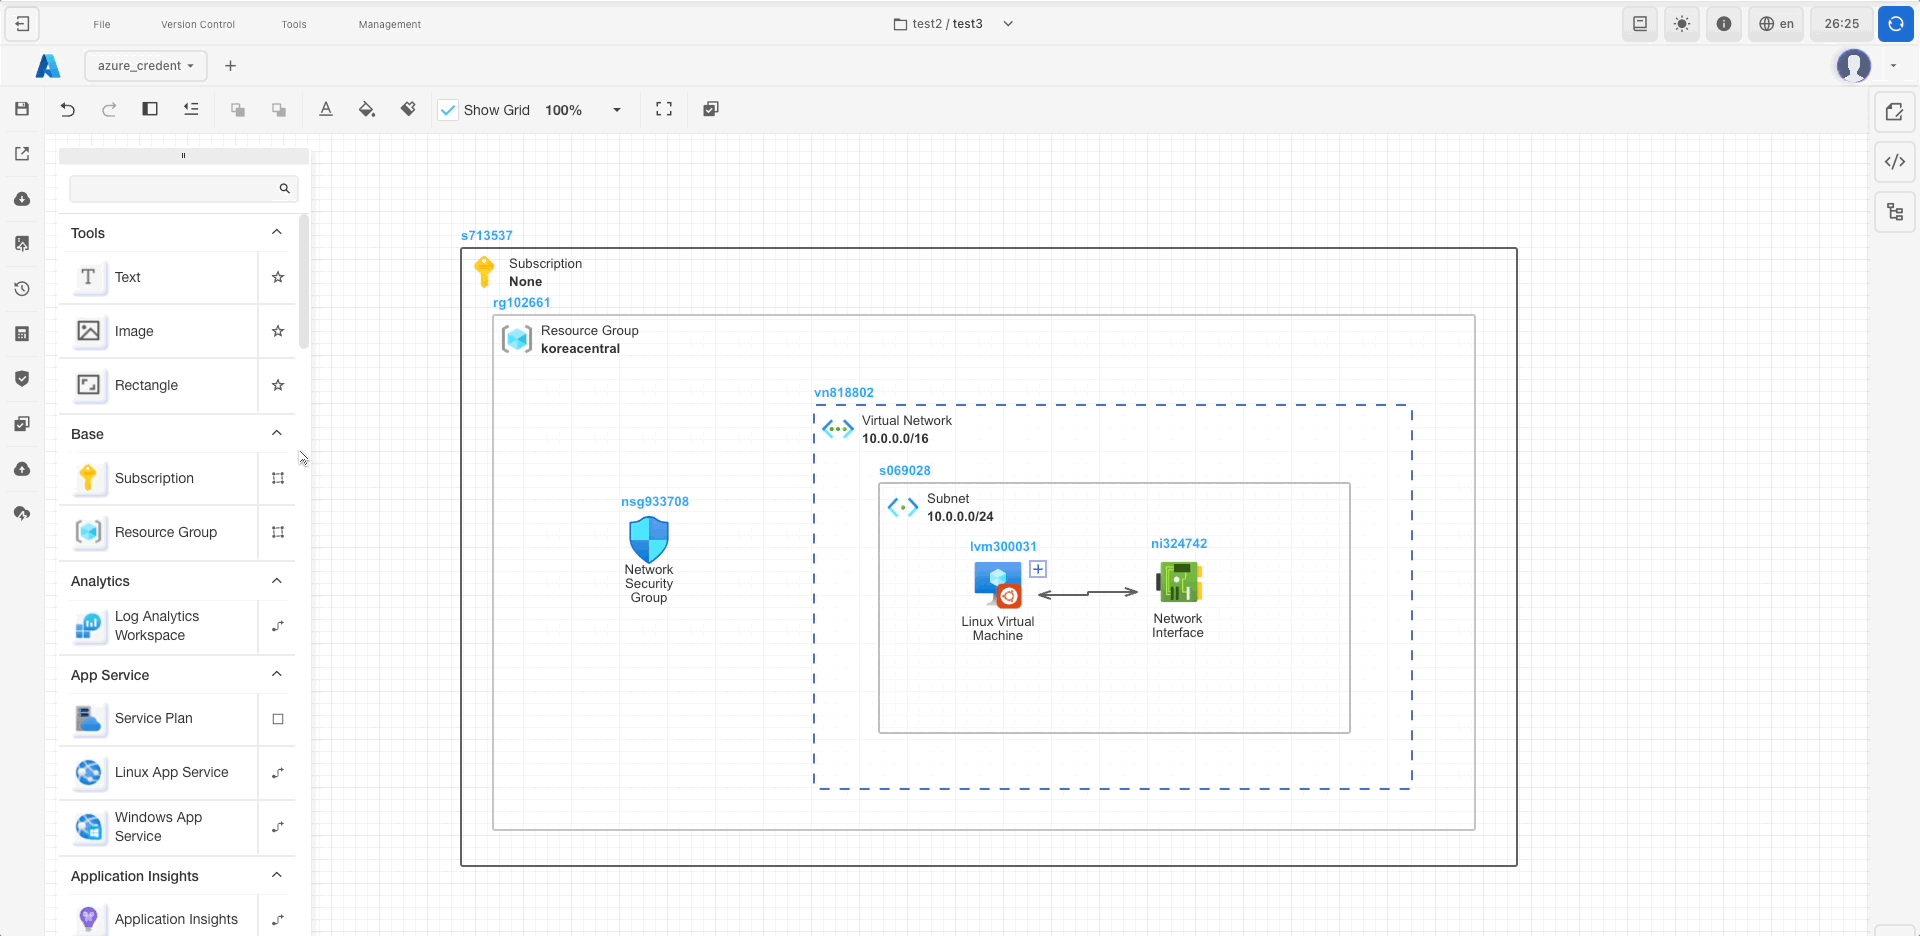 File Version Control Tools Management
test2 / test3
en
26:25
azure_credent
Show Grid 100%
Tools
Text
Image
Rectangle
Base
Subscription
Resource Group
Analytics
Log Analytics
Workspace
App Service
Service Plan
Linux App Service
Windows App
Service
Application Insights
Application Insights
s713537
Subscription
None
rg102661
Resource Group
koreacentral
vn818802
Virtual Network
10.0.0.0/16
s069028
Subnet
10.0.0.0/24
nsg933708
Network
Security
Group
lvm300031
Linux Virtual
Machine
ni324742
Network
Interface